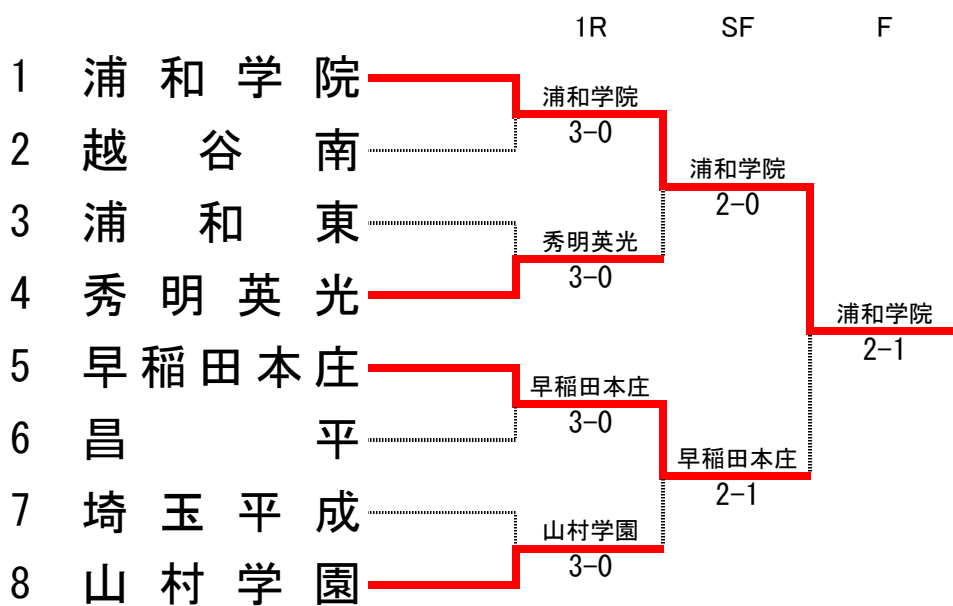 1R SF F
1 浦和学院
浦和学院
3-0
2 越谷南
浦和学院
2-0
3 浦和東
秀明英光
3-0
4 秀明英光
浦和学院
2-1
5 早稲田本庄
早稲田本庄
3-0
6 昌平
早稲田本庄
2-1
7 埼玉平成
山村学園
3-0
8 山村学園